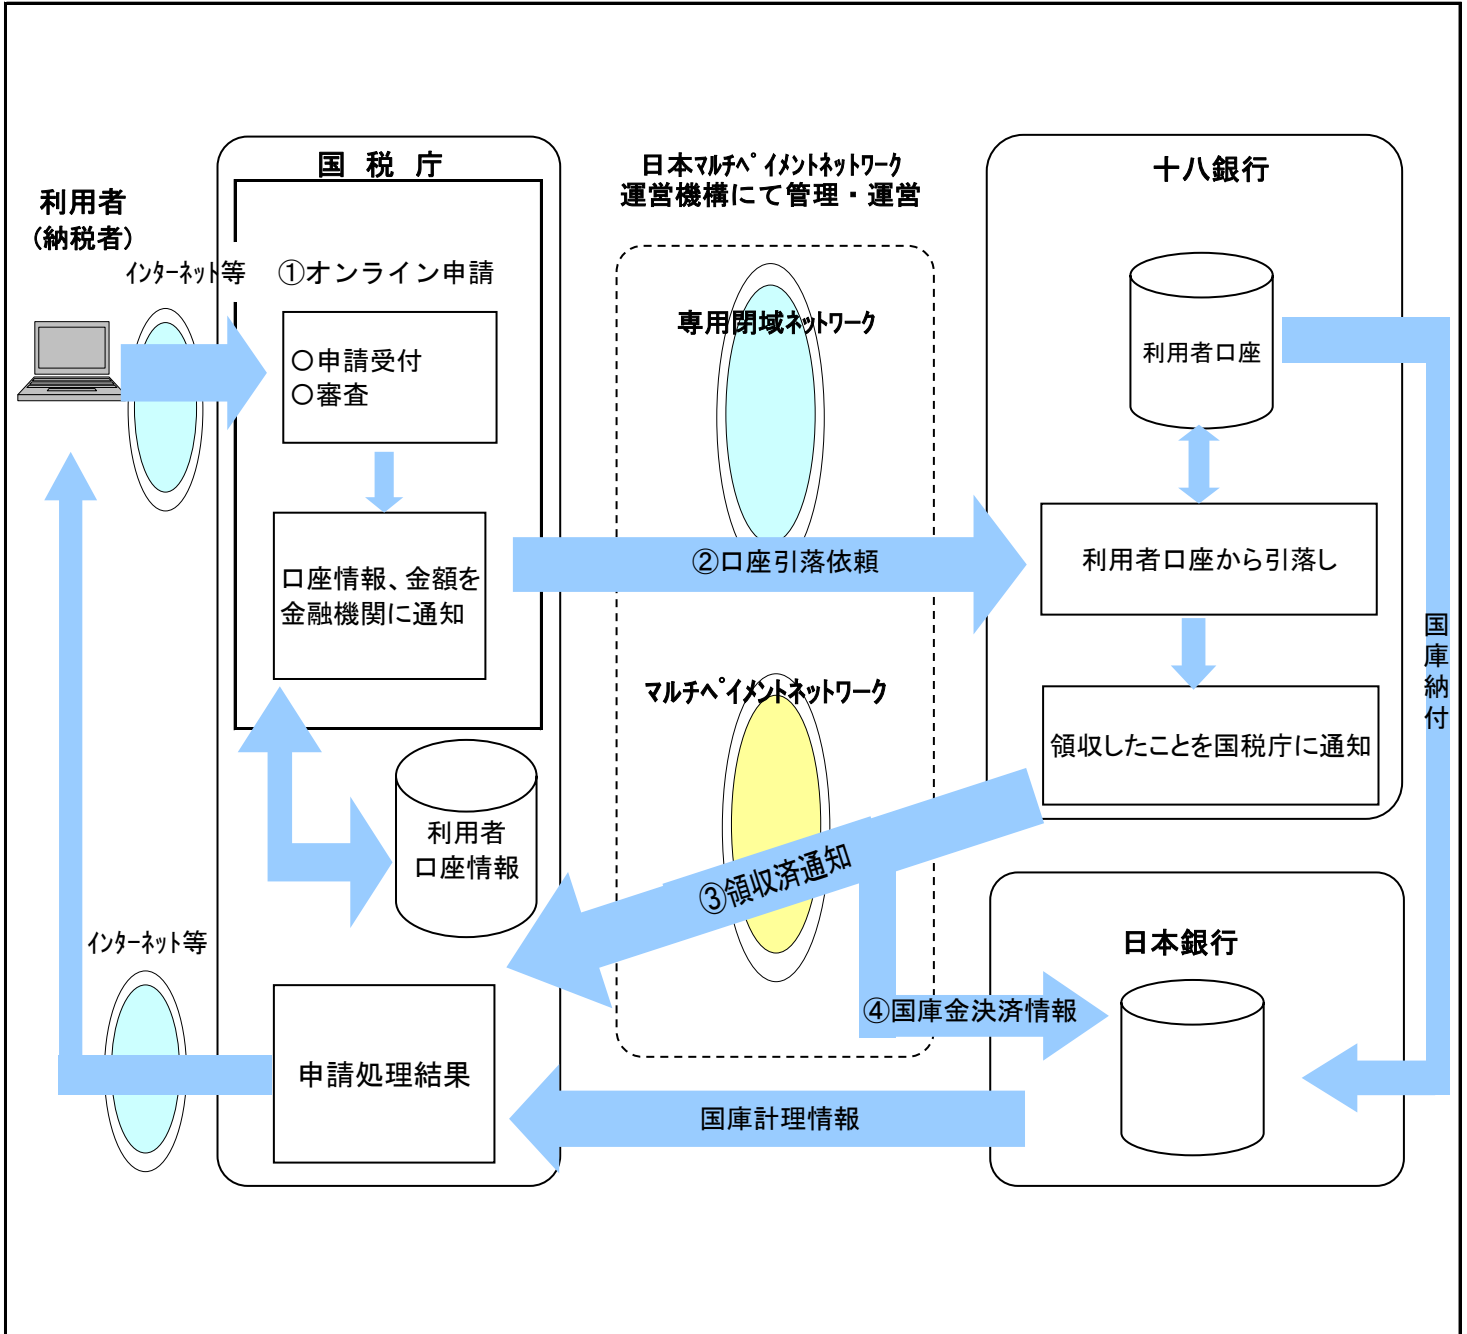 国 税 庁
利用者
(納税者)
ｲﾝﾀｰﾈｯﾄ等
①オンライン申請
○申請受付
○審査
口座情報、金額を
金融機関に通知
利用者
口座情報
ｲﾝﾀｰﾈｯﾄ等
申請処理結果
日本ﾏﾙﾁﾍﾟｲﾒﾝﾄﾈｯﾄﾜｰｸ
運営機構にて管理・運営
専用閉域ﾈｯﾄﾜｰｸ
②口座引落依頼
ﾏﾙﾁﾍﾟｲﾒﾝﾄﾈｯﾄﾜｰｸ
③領収済通知
④国庫金決済情報
国庫計理情報
十八銀行
利用者口座
利用者口座から引落し
領収したことを国税庁に通知
国庫納付
日本銀行